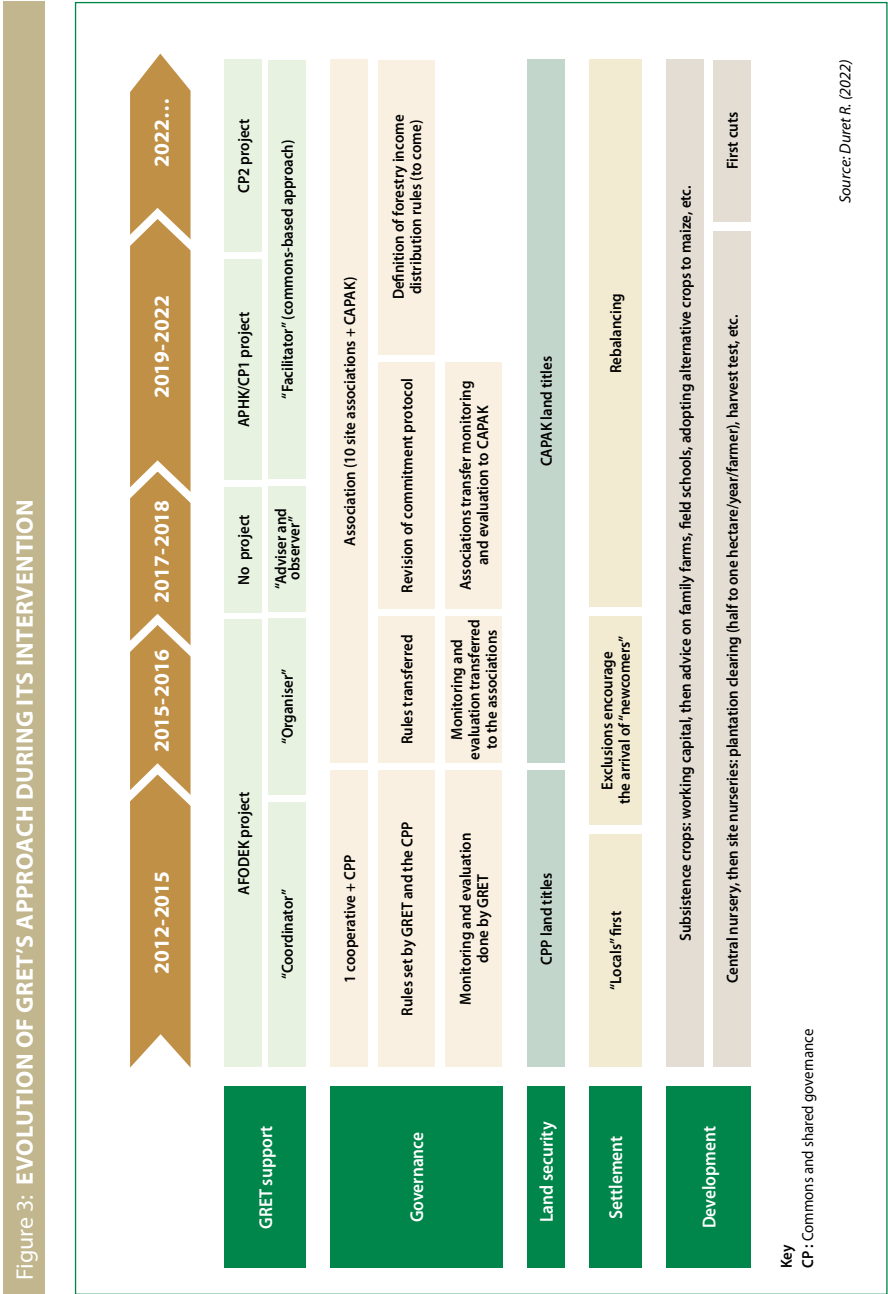 Figure 3: EVOLUTION OF GRET'S APPROACH DURING ITS INTERVENTION
2012-2015
2015-2016
2017-2018
2019-2022
2022...
GRET support
AFODEK project
No project
APHK/CP1 project
CP2 project
"Coordinator"
"Organiser"
"Adviser and
observer"
"Facilitator" (commons-based approach)
Governance
1 cooperative + CPP
Association (10 site associations + CAPAK)
Rules set by GRET and the CPP
Rules transferred
Revision of commitment protocol
Definition of forestry income
distribution rules (to come)
Monitoring and evaluation
done by GRET
Monitoring and
evaluation transferred
to the associations
Associations transfer monitoring
and evaluation to CAPAK
Land security
CPP land titles
CAPAK land titles
Settlement
"Locals" first
Exclusions encourage
the arrival of "newcomers"
Rebalancing
Development
Subsistence crops: working capital, then advice on family farms, field schools, adopting alternative crops to maize, etc.
Central nursery, then site nurseries: plantation clearing (half to one hectare/year/farmer), harvest test, etc.
First cuts
Key
CP : Commons and shared governance
Source: Duret R. (2022)